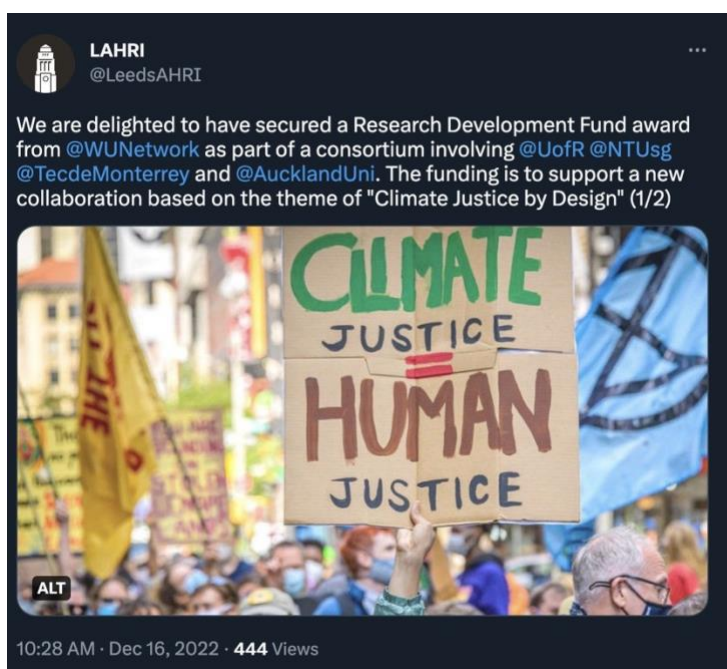 LAHRI
@LeedsAHRI
We are delighted to have secured a Research Development Fund award
from @WUNetwork as part of a consortium involving @UofR @NTUsg
@TecdeMonterrey and @AucklandUni. The funding is to support a new
collaboration based on the theme of "Climate Justice by Design" (1/2)
CLIMATE
JUSTICE
=
HUMAN
JUSTICE
THE
ALT
10:28 AM · Dec 16, 2022 · 444 Views